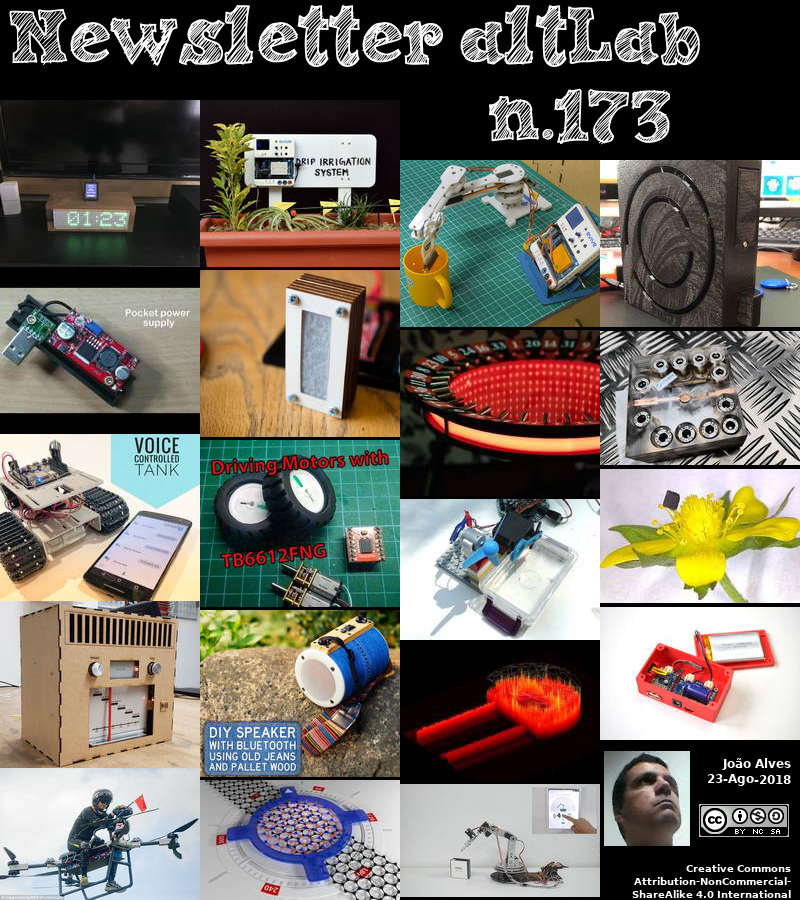 Newsletter altLab
n.173
01:23
DRIP IRRIGATION
SYSTEM
Pocket power
supply
VOICE
CONTROLLED
TANK
Driving Motors with
TB6612FNG
DIY SPEAKER
WITH BLUETOOTH
USING OLD JEANS
AND PALLET WOOD
240
João Alves
23-Ago-2018
cc
BY NC SA
Creative Commons
Attribution-NonCommercial-
ShareAlike 4.0 International